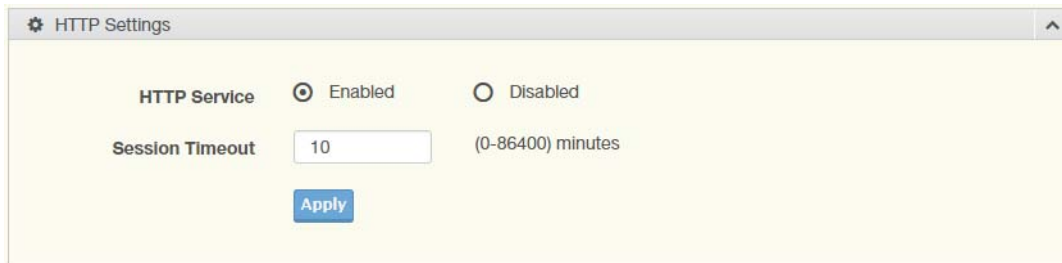 HTTP Settings
HTTP Service Enabled Disabled
Session Timeout 10 (0-86400) minutes
Apply